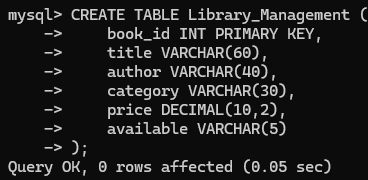 mysql> CREATE TABLE Library_Management (
    ->     book_id INT PRIMARY KEY,
    ->     title VARCHAR(60),
    ->     author VARCHAR(40),
    ->     category VARCHAR(30),
    ->     price DECIMAL(10,2),
    ->     available VARCHAR(5)
    -> );
Query OK, 0 rows affected (0.05 sec)